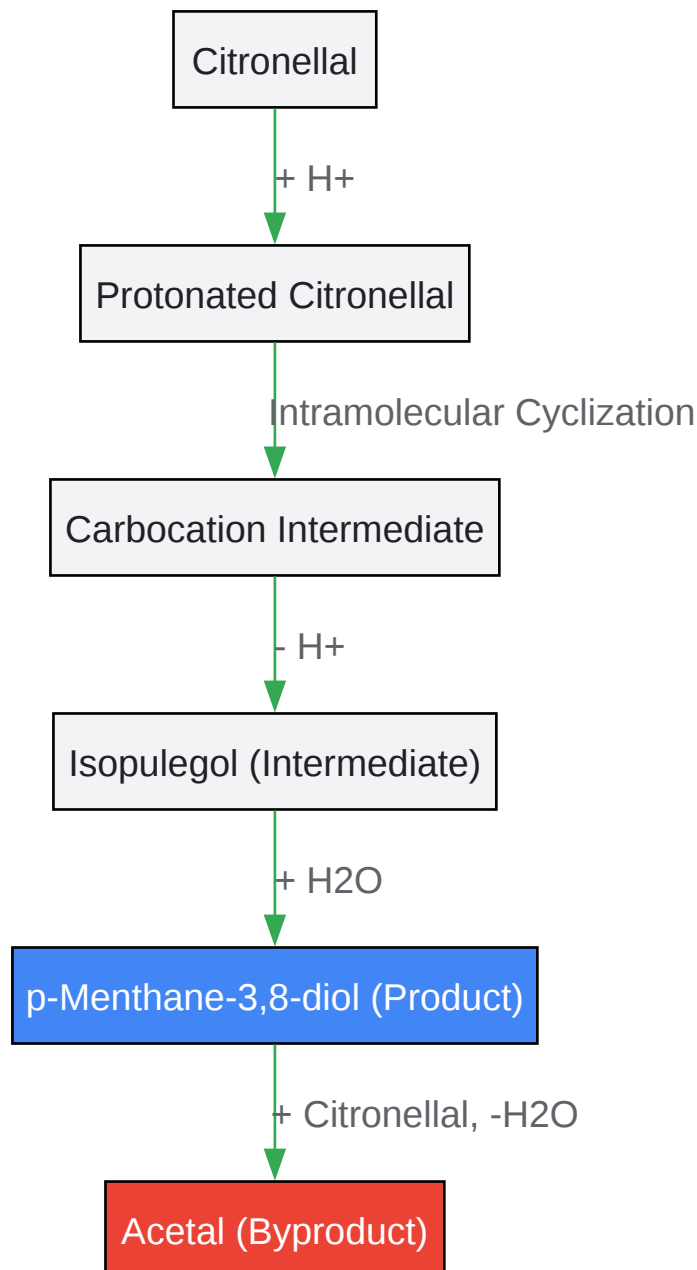 Citronellal
+ H+
Protonated Citronellal
Intramolecular Cyclization
Carbocation Intermediate
- H+
Isopulegol (Intermediate)
+ H2O
p-Menthane-3,8-diol (Product)
+ Citronellal, -H2O
Acetal (Byproduct)